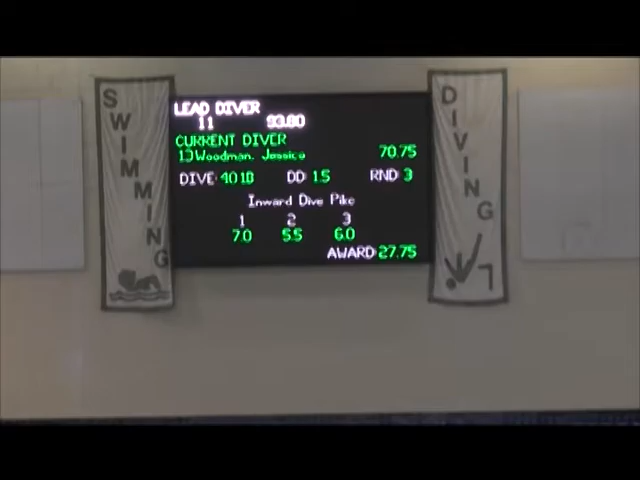 SWIMMING
LEAD DIVER
11 93.80
CURRENT DIVER
1) Woodman, Jessica 70.75
DIVE 401B DD 1.5 RND 3
Inward Dive Pike
1 2 3
7.0 5.5 6.0
AWARD 27.75
DIVING